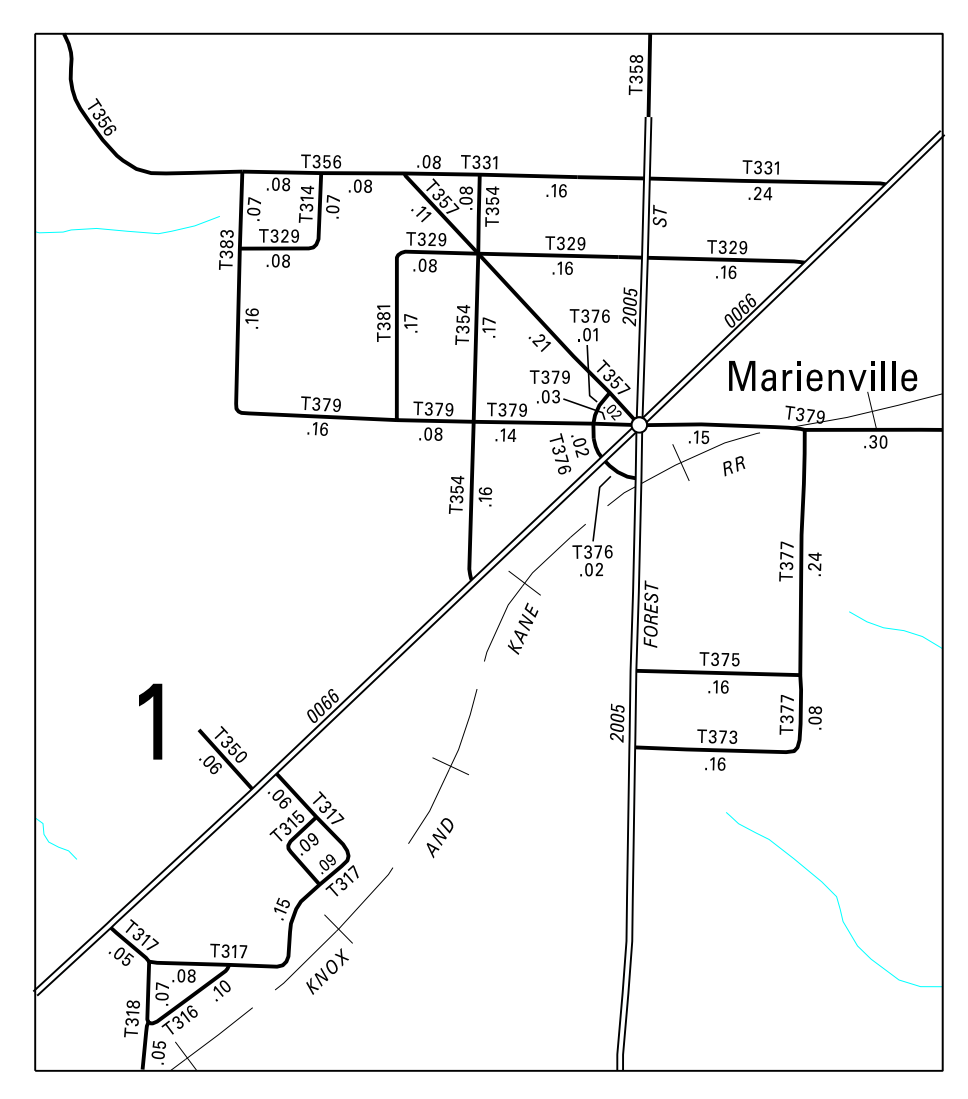 T358
T356
T356
.08
T331
T331
.08
T314
.08
T357
.08
T354
.16
.24
.07
.07
.11
ST
T383
T329
.08
T329
.08
T329
.16
T329
.16
2005
0066
.16
T381
.17
T354
.17
.21
T376
.01
T357
T379
.03
.02
Marienville
T379
.16
T379
.08
T379
.14
.15
T379
.30
.02
T376
RR
T354
.16
T376
.02
T377
.24
KANE
FOREST
T375
.16
1
0066
2005
T377
.08
T373
.16
T350
.06
.06
T317
T315
.09
.09
T317
AND
.15
T317
.05
T317
.08
KNOX
T318
.07
T316
.10
.05